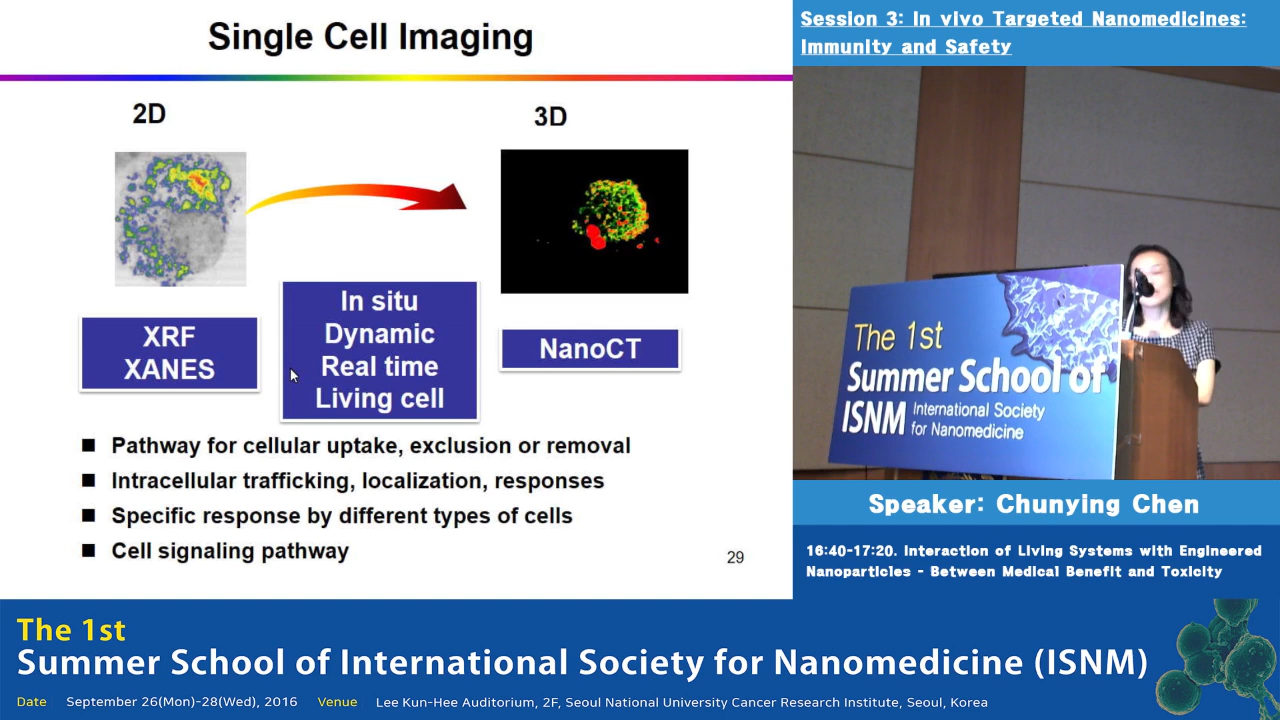 Single Cell Imaging
2D
3D
XRF
XANES
In situ
Dynamic
Real time
Living cell
NanoCT
■ Pathway for cellular uptake, exclusion or removal
■ Intracellular trafficking, localization, responses
■ Specific response by different types of cells
■ Cell signaling pathway
29
Session 3: In vivo Targeted Nanomedicines:
Immunity and Safety
The 1st
Summer School of
ISNM International Society
for Nanomedicine
Speaker: Chunying Chen
16:40-17:20. Interaction of Living Systems with Engineered
Nanoparticles - Between Medical Benefit and Toxicity
The 1st
Summer School of International Society for Nanomedicine (ISNM)
Date September 26(Mon)-28(Wed), 2016 Venue Lee Kun-Hee Auditorium, 2F, Seoul National University Cancer Research Institute, Seoul, Korea